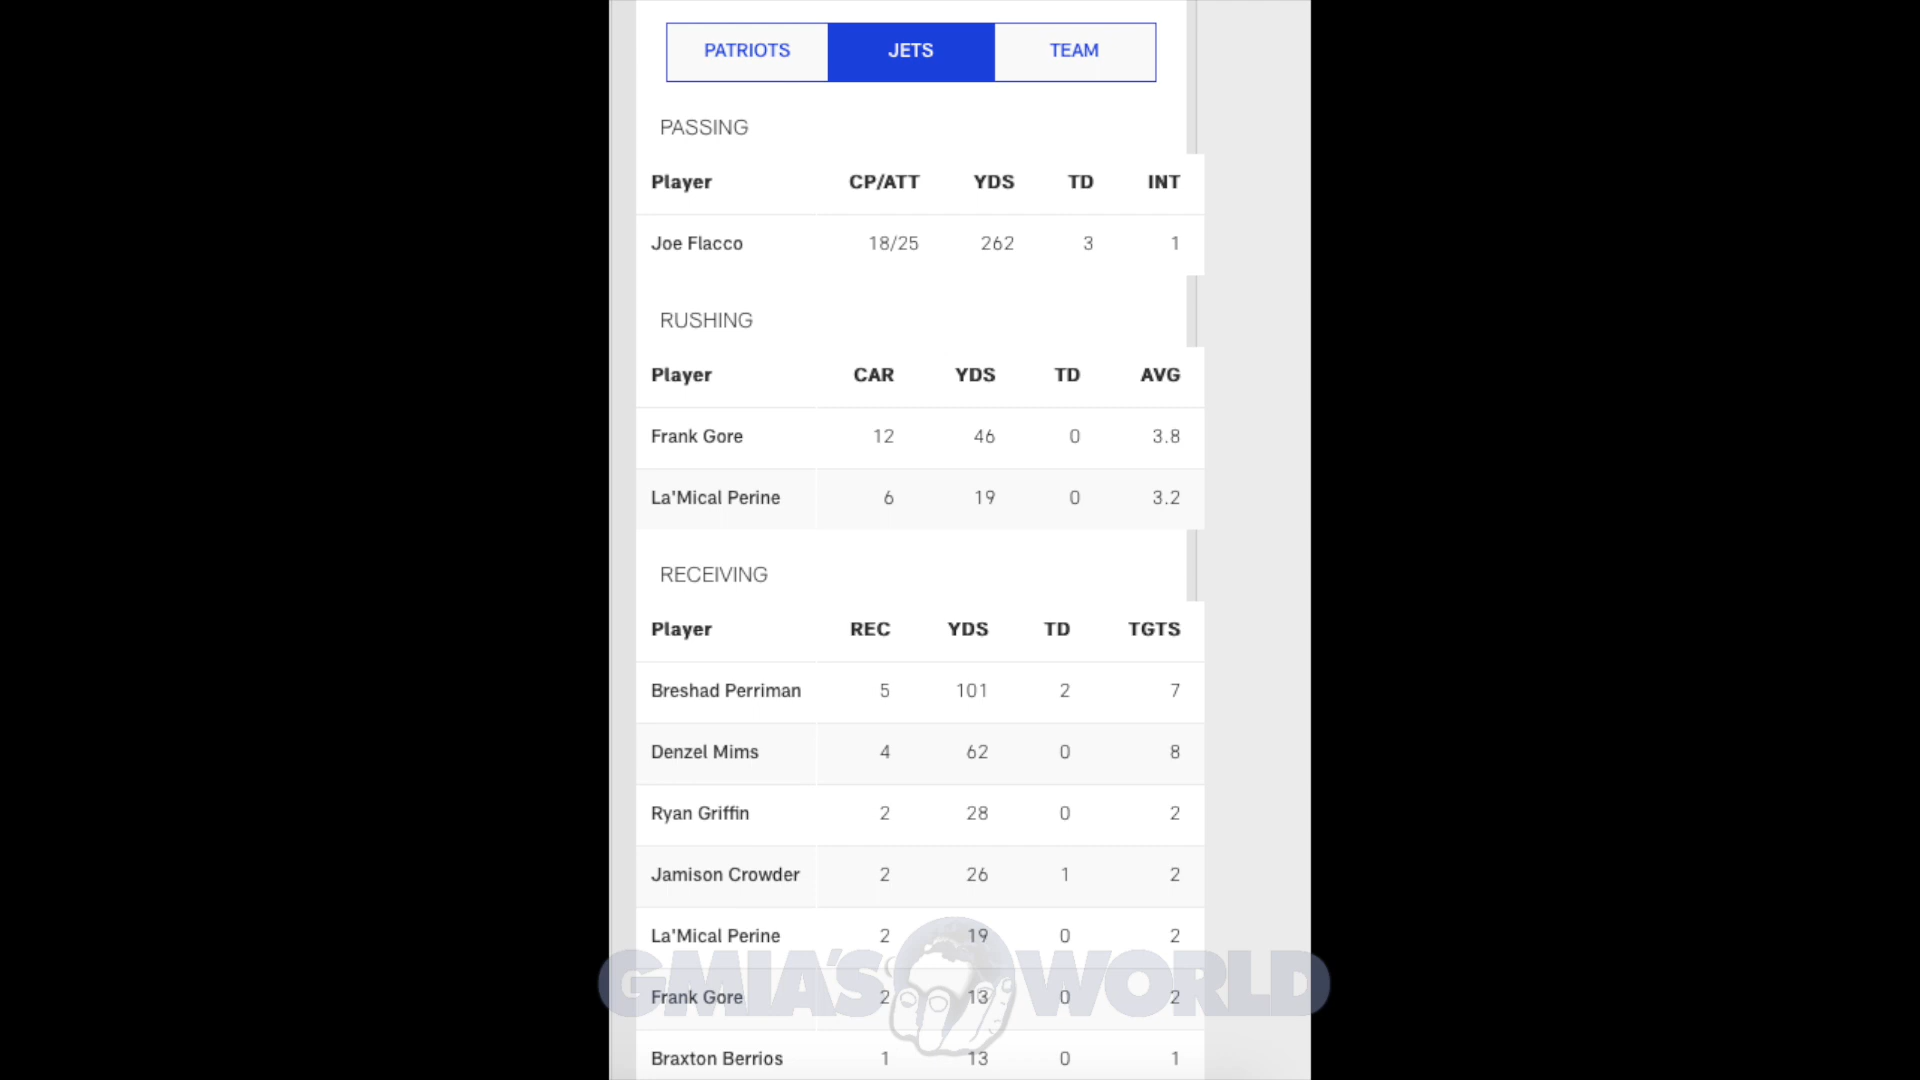 PATRIOTS JETS TEAM
PASSING
Player CP/ATT YDS TD INT
Joe Flacco 18/25 262 3 1
RUSHING
Player CAR YDS TD AVG
Frank Gore 12 46 0 3.8
La'Mical Perine 6 19 0 3.2
RECEIVING
Player REC YDS TD TGTS
Breshad Perriman 5 101 2 7
Denzel Mims 4 62 0 8
Ryan Griffin 2 28 0 2
Jamison Crowder 2 26 1 2
La'Mical Perine 2 19 0 2
GMIA'S WORLD
Frank Gore 2 13 0 2
Braxton Berrios 1 13 0 1